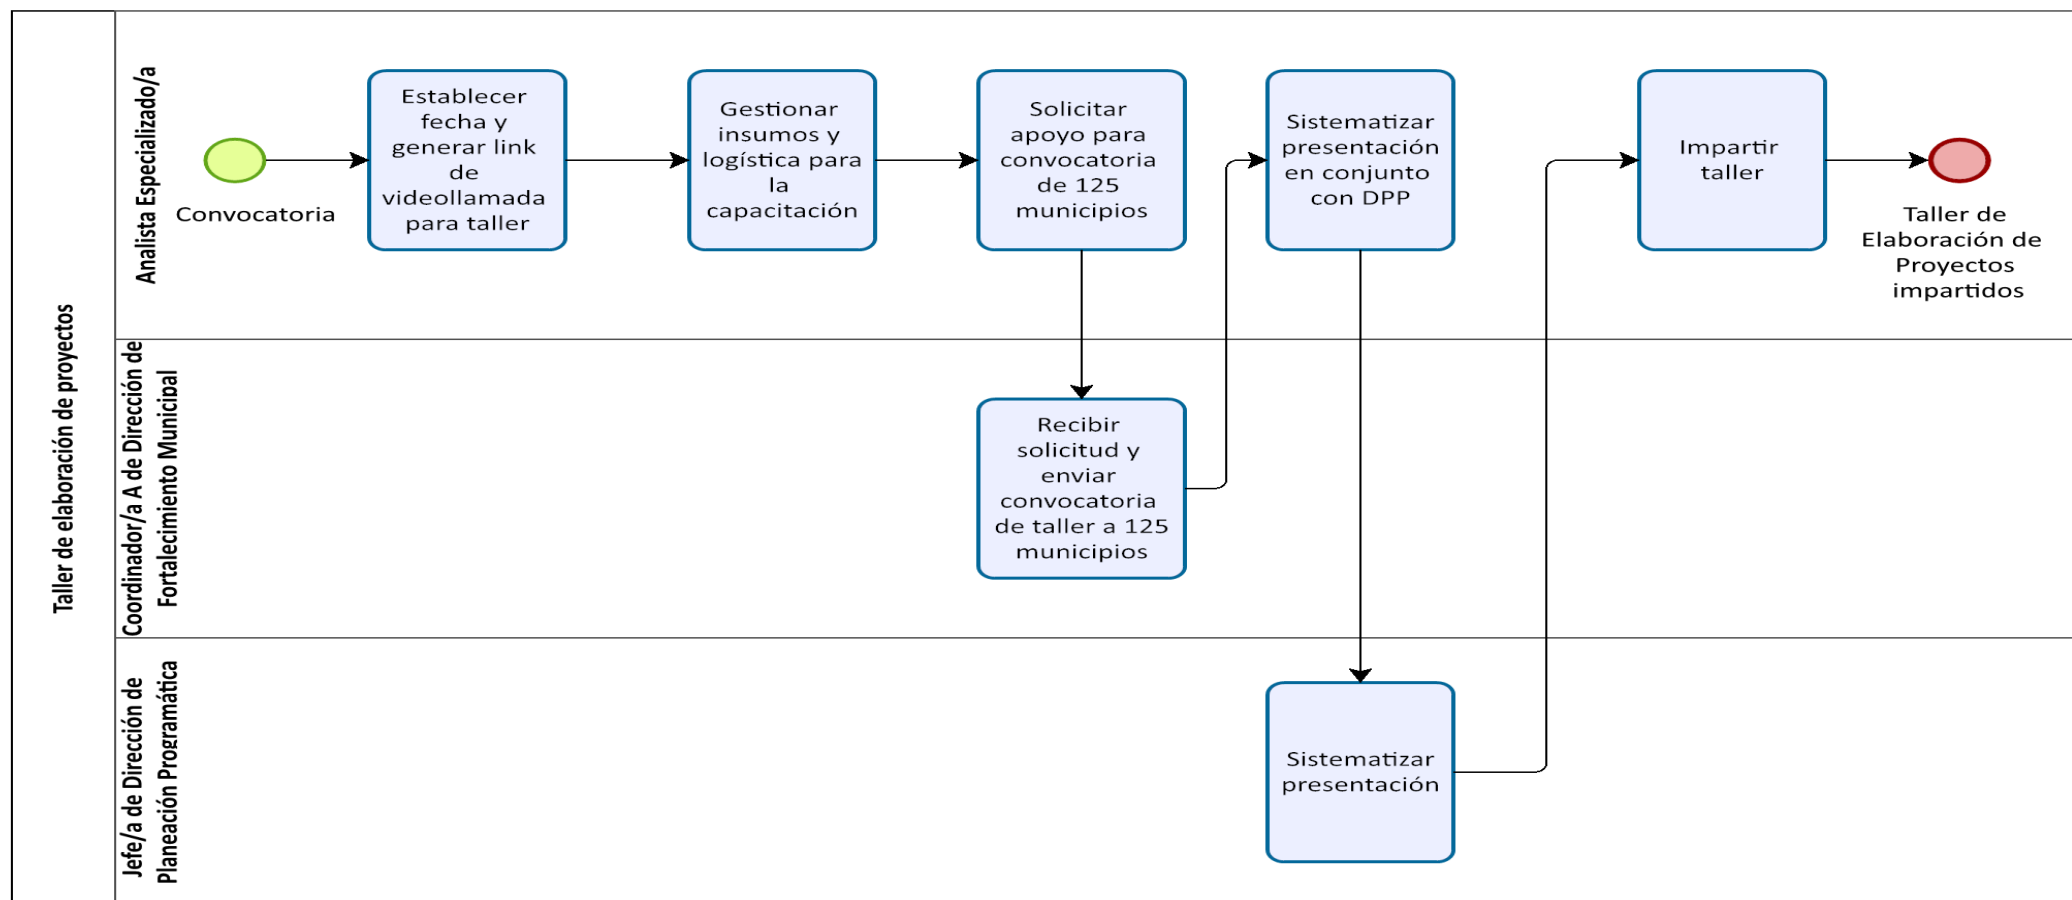 Taller de elaboración de proyectos
Analista Especializado/a
Convocatoria
Establecer
fecha y
generar link
de
videollamada
para taller
Gestionar
insumos y
logística para
la
capacitación
Solicitar
apoyo para
convocatoria
de 125
municipios
Sistematizar
presentación
en conjunto
con DPP
Impartir
taller
Taller de
Elaboración de
Proyectos
impartidos
Coordinador/a A de Dirección de
Fortalecimiento Municipal
Recibir
solicitud y
enviar
convocatoria
de taller a 125
municipios
Jefe/a de Dirección de
Planeación Programática
Sistematizar
presentación